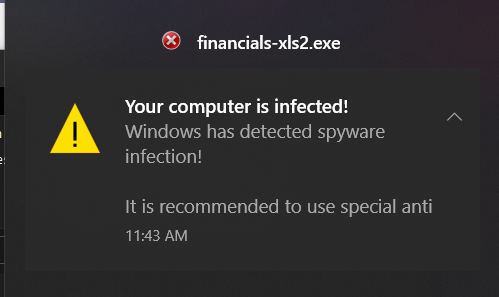 financials-xls2.exe
Your computer is infected!
Windows has detected spyware
infection!
It is recommended to use special anti
11:43 AM